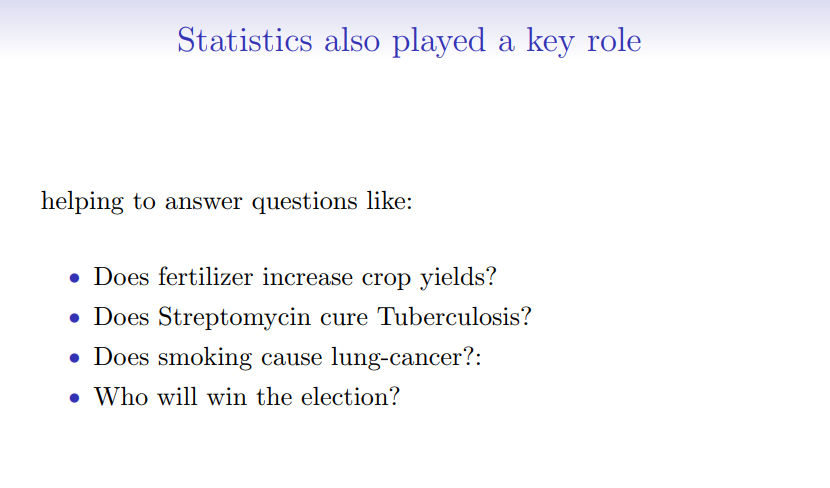 Statistics also played a key role
helping to answer questions like:
• Does fertilizer increase crop yields?
• Does Streptomycin cure Tuberculosis?
• Does smoking cause lung-cancer?:
• Who will win the election?